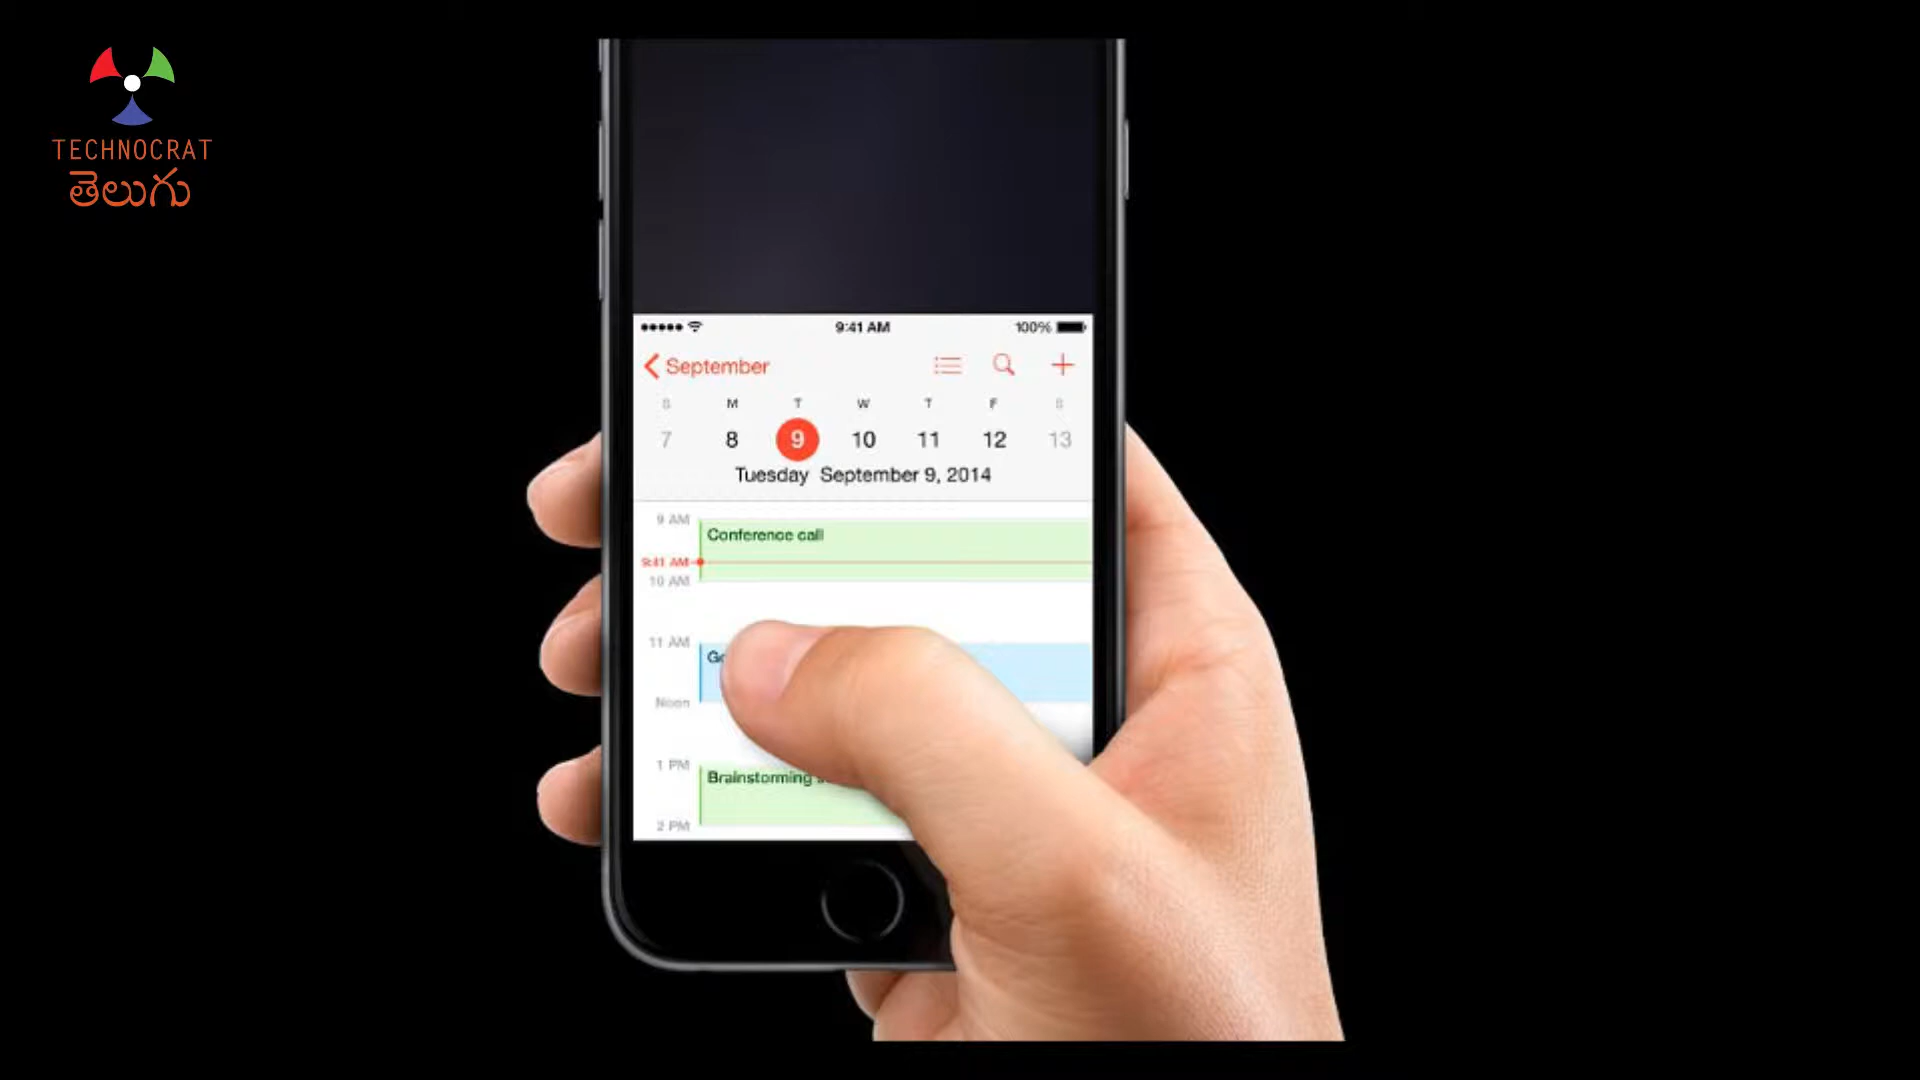 TECHNOCRAT
తెలుగు
9:41 AM 100%
September
S M T W T F S
7 8 9 10 11 12 13
Tuesday September 9, 2014
9 AM
Conference call
9:41 AM
10 AM
11 AM
Noon
1 PM
Brainstorming
2 PM